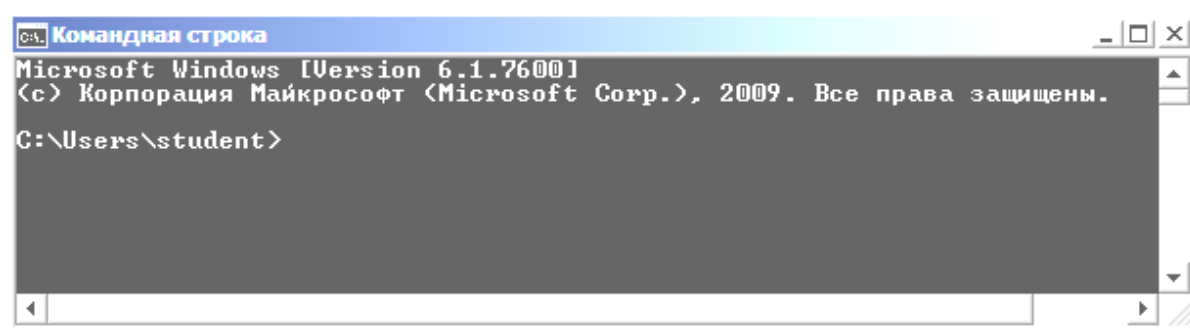 Командная строка
Microsoft Windows [Version 6.1.7600]
(c) Корпорация Майкрософт (Microsoft Corp.), 2009. Все права защищены.
C:\Users\student>